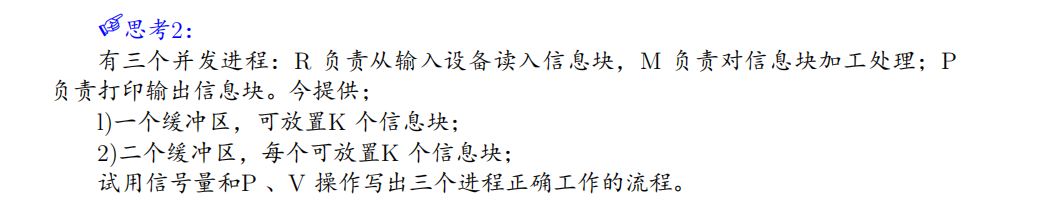 思考2：
有三个并发进程：R 负责从输入设备读入信息块，M 负责对信息块加工处理；P
负责打印输出信息块。今提供；
l)一个缓冲区，可放置K 个信息块；
2)二个缓冲区，每个可放置K 个信息块；
试用信号量和P 、V 操作写出三个进程正确工作的流程。